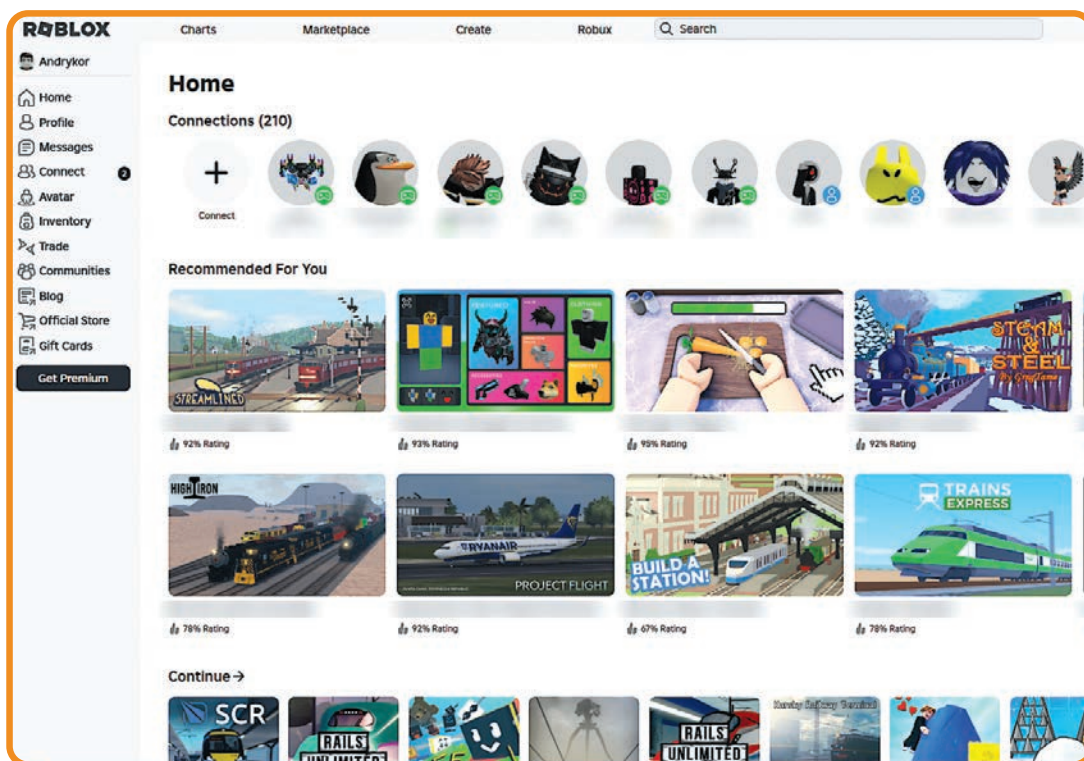 ROBLOX
Charts
Marketplace
Create
Robux
Search
Andrykor
Home
Profile
Messages
Connect
2
Avatar
Inventory
Trade
Communities
Blog
Official Store
Gift Cards
Get Premium
Home
Connections (210)
Connect
Recommended For You
STREAMLINED
FEATURED
STEAM
&
STEEL
92% Rating
93% Rating
95% Rating
92% Rating
HIGH IRON
RYANAIR
PROJECT FLIGHT
BUILD A
STATION!
TRAINS
EXPRESS
78% Rating
92% Rating
67% Rating
78% Rating
Continue →
SCR
RAILS
UNLIMITED
RAILS
UNLIMITED
Railway Terminal